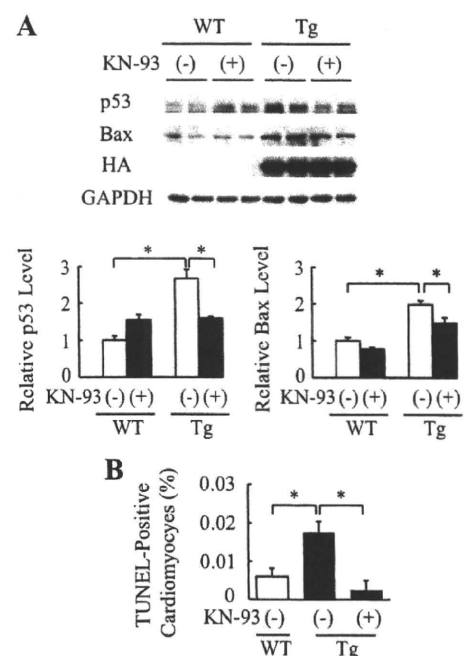 A
WT Tg
KN-93 (-) (+) (-) (+)
p53
Bax
HA
GAPDH
Relative p53 Level
3
2
1
0
* *
KN-93 (-) (+) (-) (+)
WT Tg
Relative Bax Level
3
2
1
0
* *
KN-93 (-) (+) (-) (+)
WT Tg
B
TUNEL-Positive
Cardiomyocyes (%)
0.03
0.02
0.01
0
* *
KN-93 (-) (-) (+)
WT Tg